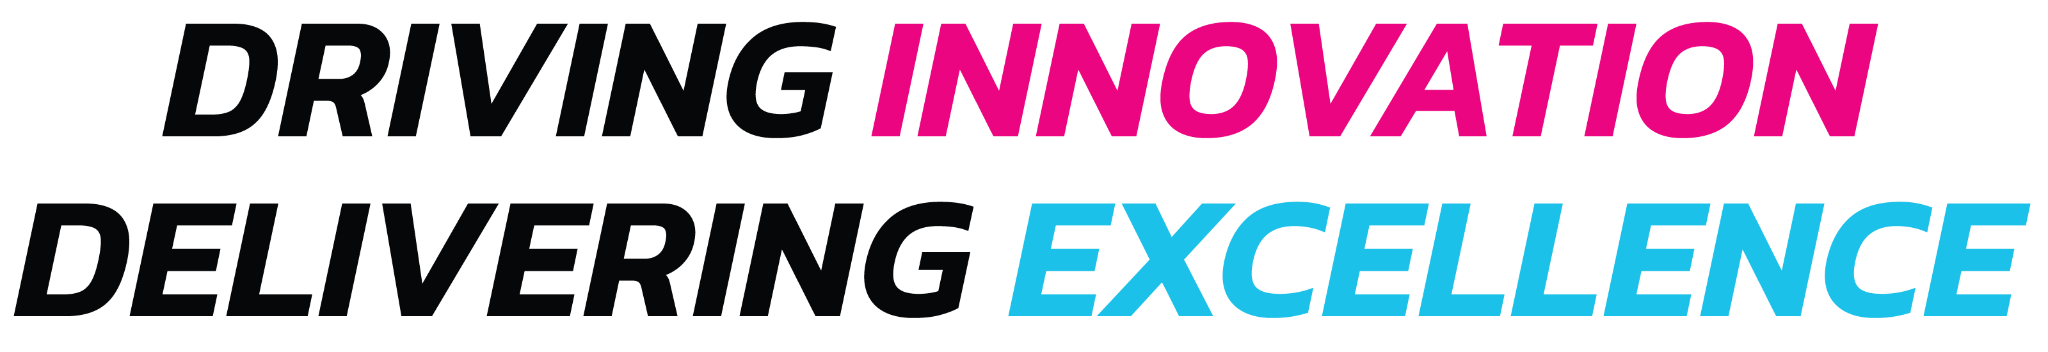 DRIVING INNOVATION
DELIVERING EXCELLENCE